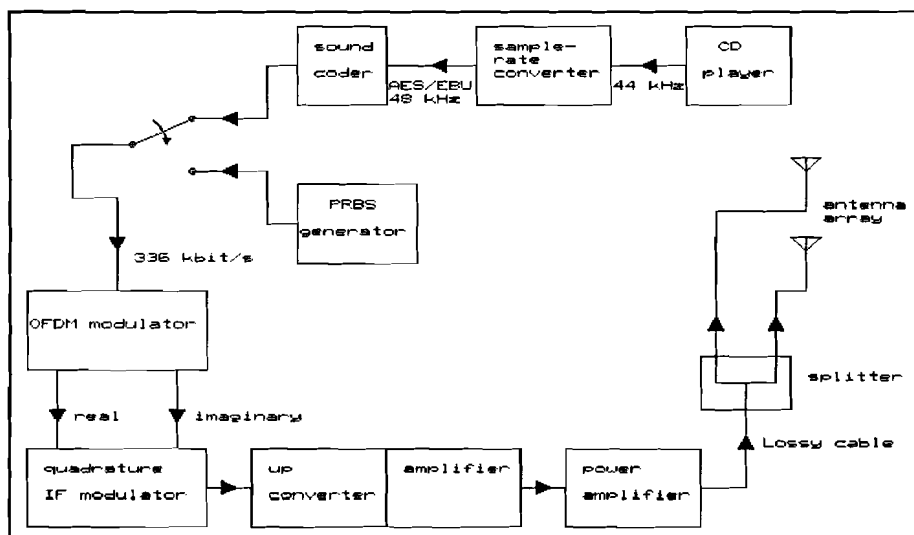 sound
coder
sample-
rate
converter
CD
player
AES/EBU
48 kHz
44 kHz
PRBS
generator
antenna
array
336 kbit/s
OFDM modulator
splitter
real
imaginary
Lossy cable
quadrature
IF modulator
up
converter
amplifier
power
amplifier